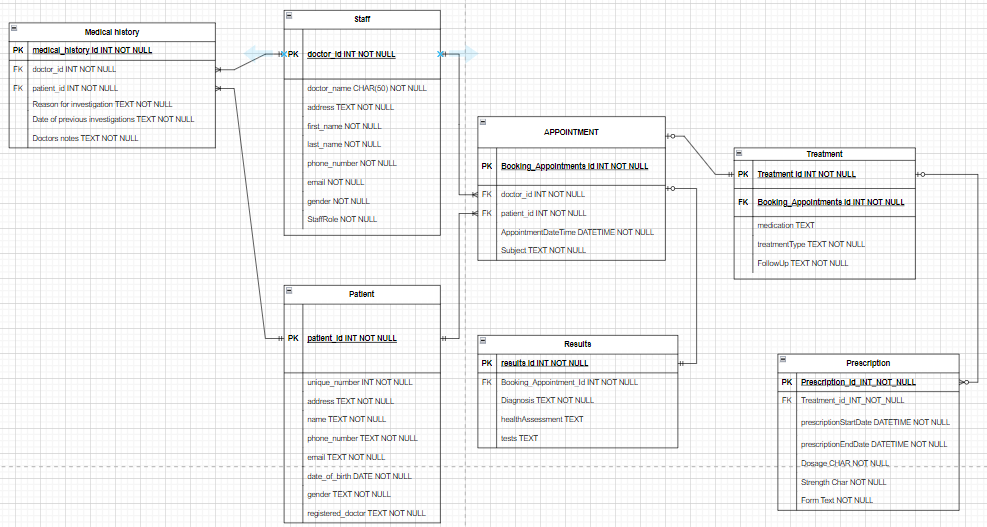 Medical history
PK medical_history Id INT NOT NULL
FK doctor_id INT NOT NULL
FK patient_id INT NOT NULL
Reason for investigation TEXT NOT NULL
Date of previous investigations TEXT NOT NULL
Doctors notes TEXT NOT NULL
Staff
PK doctor_id INT NOT NULL
doctor_name CHAR(50) NOT NULL
address TEXT NOT NULL
first_name NOT NULL
last_name NOT NULL
phone_number NOT NULL
email NOT NULL
gender NOT NULL
StaffRole NOT NULL
APPOINTMENT
PK Booking_Appointments Id INT NOT NULL
FK doctor_id INT NOT NULL
FK patient_id INT NOT NULL
AppointmentDateTime DATETIME NOT NULL
Subject TEXT NOT NULL
Treatment
PK Treatment Id INT NOT NULL
FK Booking_Appointments Id INT NOT NULL
medication TEXT
treatmentType TEXT NOT NULL
FollowUp TEXT NOT NULL
Patient
PK patient_id INT NOT NULL
unique_number INT NOT NULL
address TEXT NOT NULL
name TEXT NOT NULL
phone_number TEXT NOT NULL
email TEXT NOT NULL
date_of_birth DATE NOT NULL
gender TEXT NOT NULL
registered_doctor TEXT NOT NULL
Results
PK results Id INT NOT NULL
FK Booking_Appointment_Id INT NOT NULL
Diagnosis TEXT NOT NULL
healthAssessment TEXT
tests TEXT
Prescription
PK Prescription_Id_INT_NOT_NULL
FK Treatment_id_INT_NOT_NULL
prescriptionStartDate DATETIME NOT NULL
prescriptionEndDate DATETIME NOT NULL
Dosage CHAR NOT NULL
Strength Char NOT NULL
Form Text NOT NULL